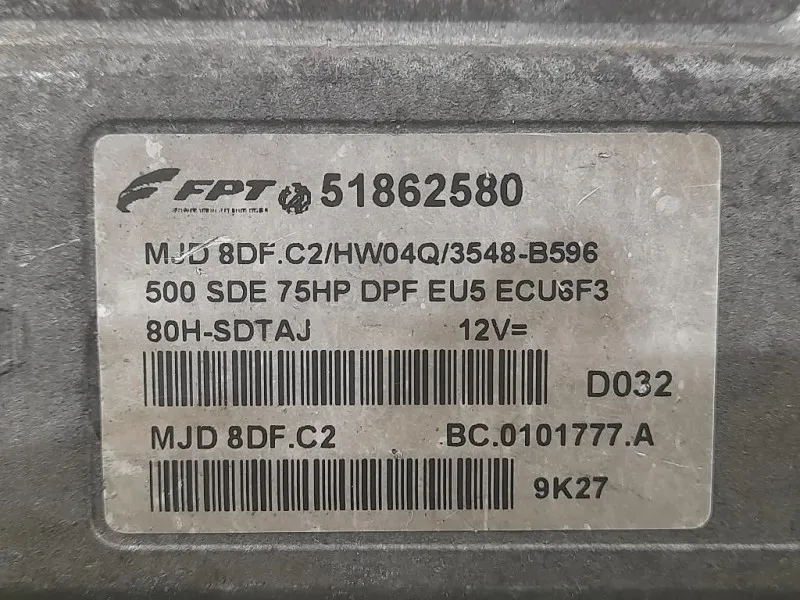 FPT 51862580
MJD 8DF.C2/HW04Q/3548-B596
500 SDE 75HP DPF EU5
80H-SDTAJ 12V=
D032
MJD 8DF.C2 BC.0101777.A
9K27